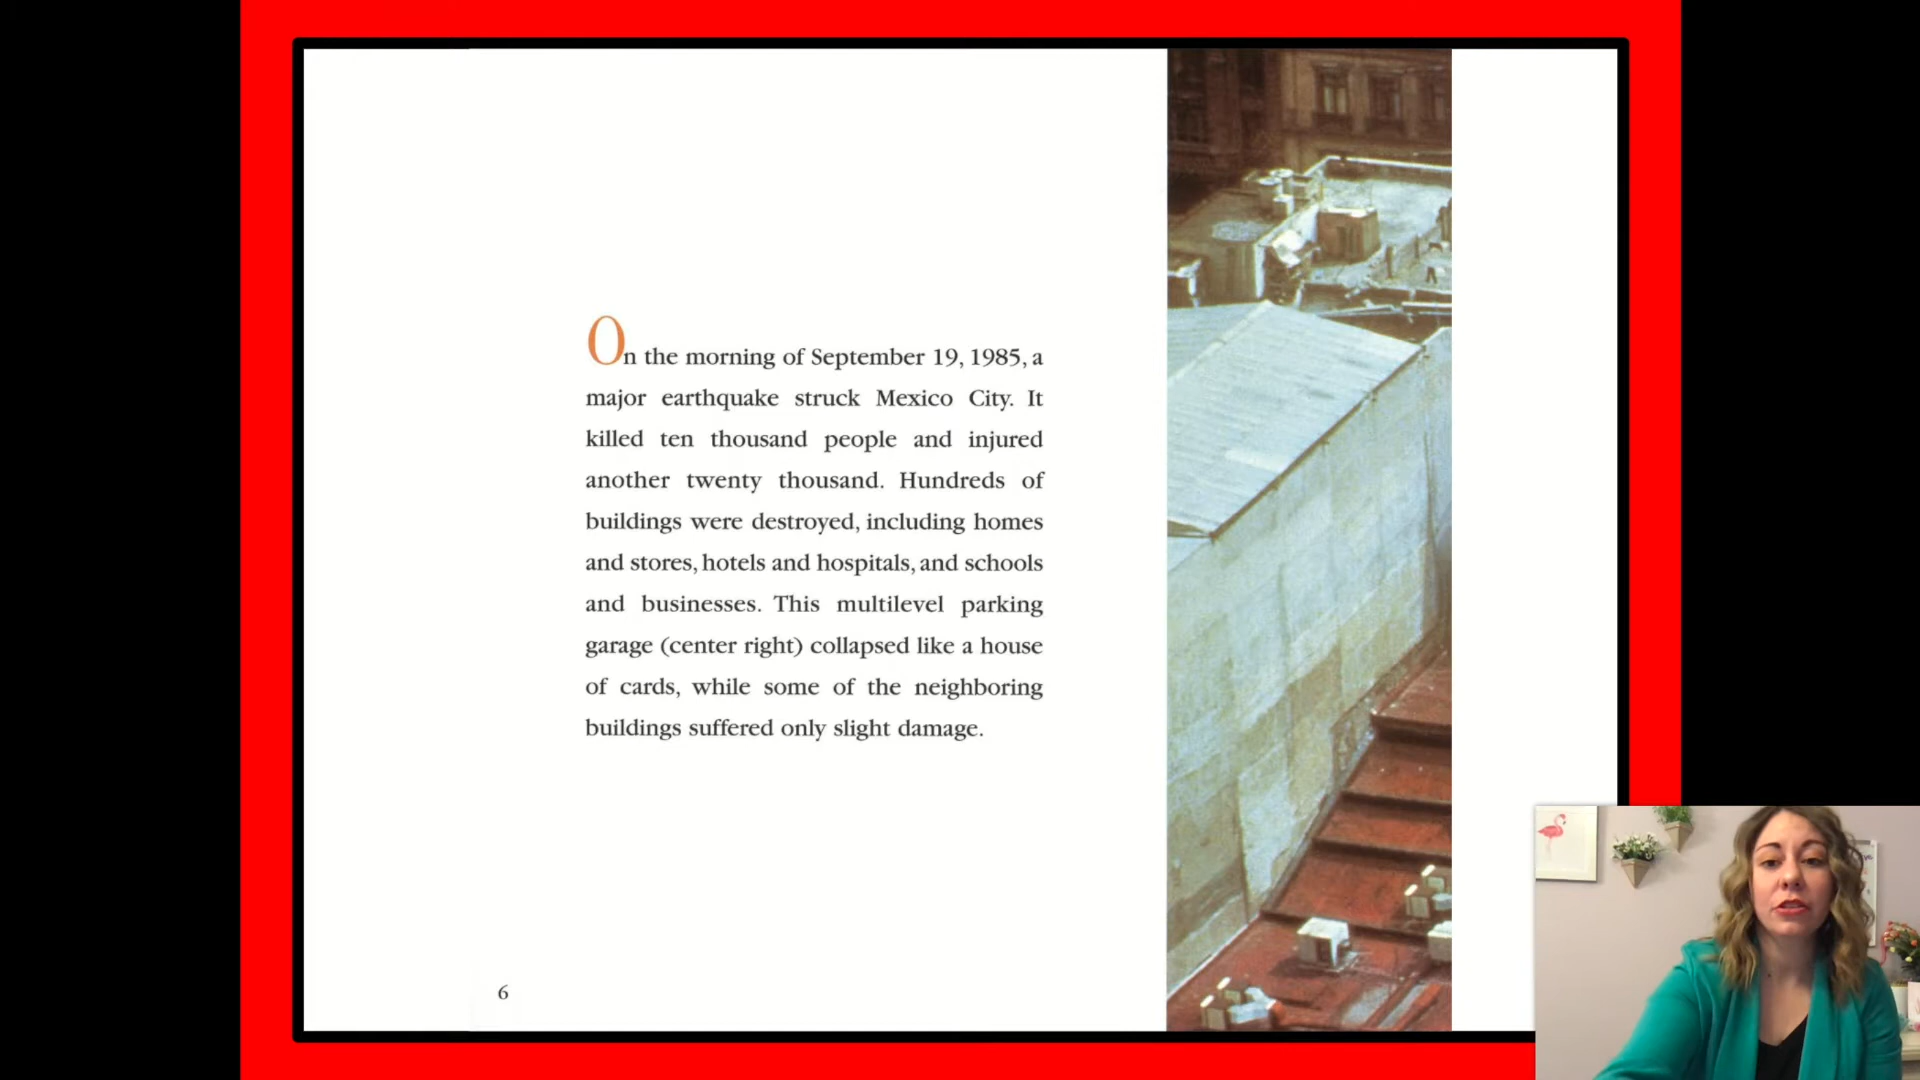 On the morning of September 19, 1985, a
major earthquake struck Mexico City. It
killed ten thousand people and injured
another twenty thousand. Hundreds of
buildings were destroyed, including homes
and stores, hotels and hospitals, and schools
and businesses. This multilevel parking
garage (center right) collapsed like a house
of cards, while some of the neighboring
buildings suffered only slight damage.
6